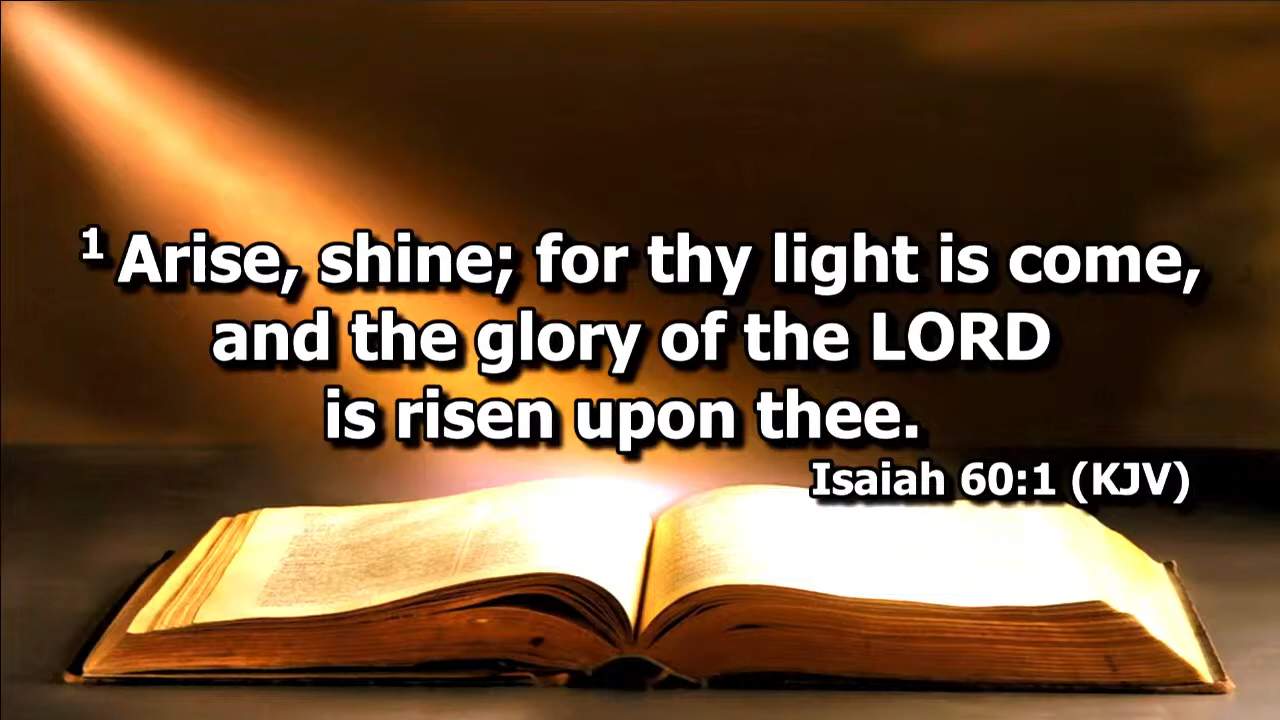 ¹ Arise, shine; for thy light is come,
and the glory of the LORD
is risen upon thee.
Isaiah 60:1 (KJV)